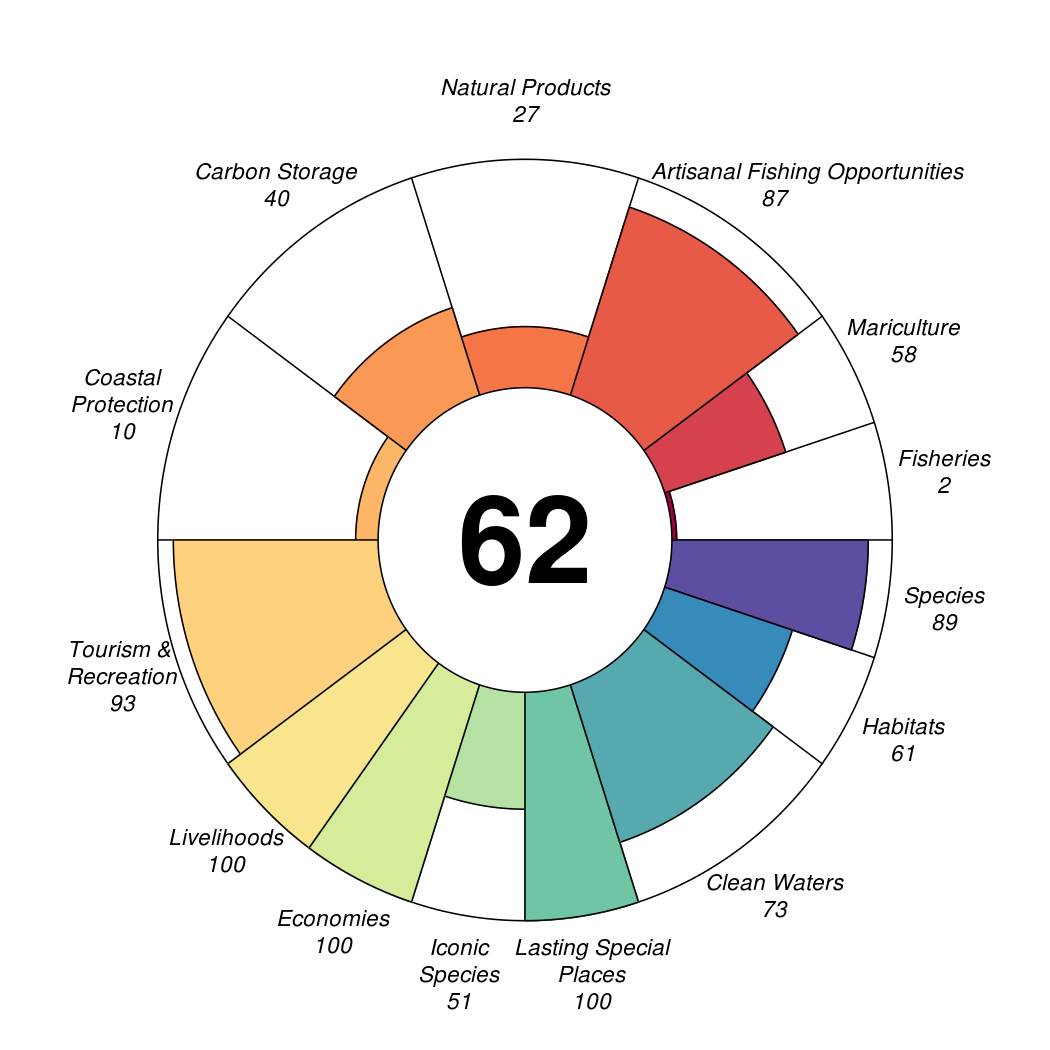 Natural Products
27
Carbon Storage
40
Artisanal Fishing Opportunities
87
Mariculture
58
Coastal
Protection
10
Fisheries
2
62
Species
89
Tourism &
Recreation
93
Habitats
61
Livelihoods
100
Clean Waters
73
Economies
100
Iconic
Species
51
Lasting Special
Places
100